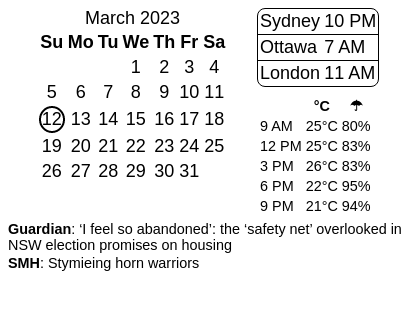 March 2023
Su Mo Tu We Th Fr Sa
1 2 3 4
5 6 7 8 9 10 11
12 13 14 15 16 17 18
19 20 21 22 23 24 25
26 27 28 29 30 31
Sydney 10 PM
Ottawa 7 AM
London 11 AM
°C ☂
9 AM 25°C 80%
12 PM 25°C 83%
3 PM 26°C 83%
6 PM 22°C 95%
9 PM 21°C 94%
Guardian: ‘I feel so abandoned’: the ‘safety net’ overlooked in
NSW election promises on housing
SMH: Stymieing horn warriors